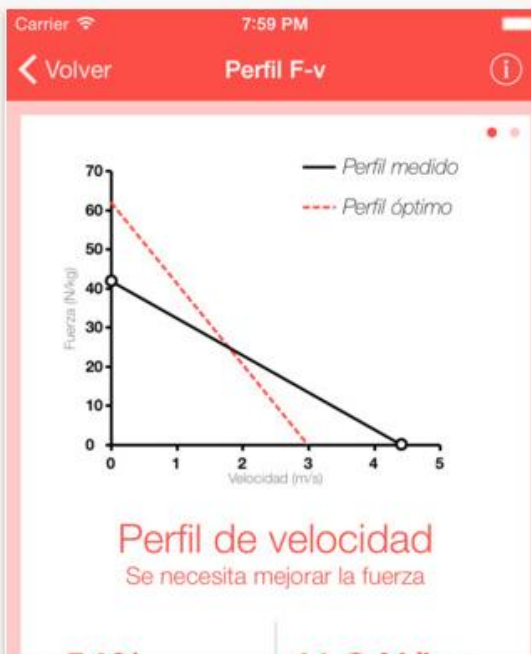 Carrier 7:59 PM
Volver Perfil F-v
Perfil medido
Perfil óptimo
70
60
50
40
30
20
10
0
Fuerza (N/kg)
0 1 2 3 4 5
Velocidad (m/s)
Perfil de velocidad
Se necesita mejorar la fuerza